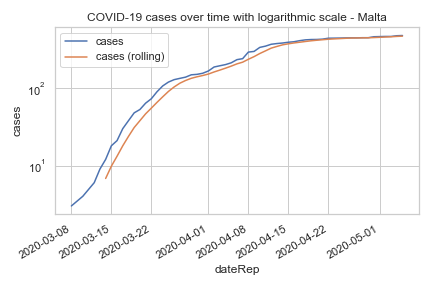 COVID-19 cases over time with logarithmic scale - Malta
cases
cases (rolling)
10²
10¹
cases
2020-03-08
2020-03-15
2020-03-22
2020-04-01
2020-04-08
2020-04-15
2020-04-22
2020-05-01
dateRep